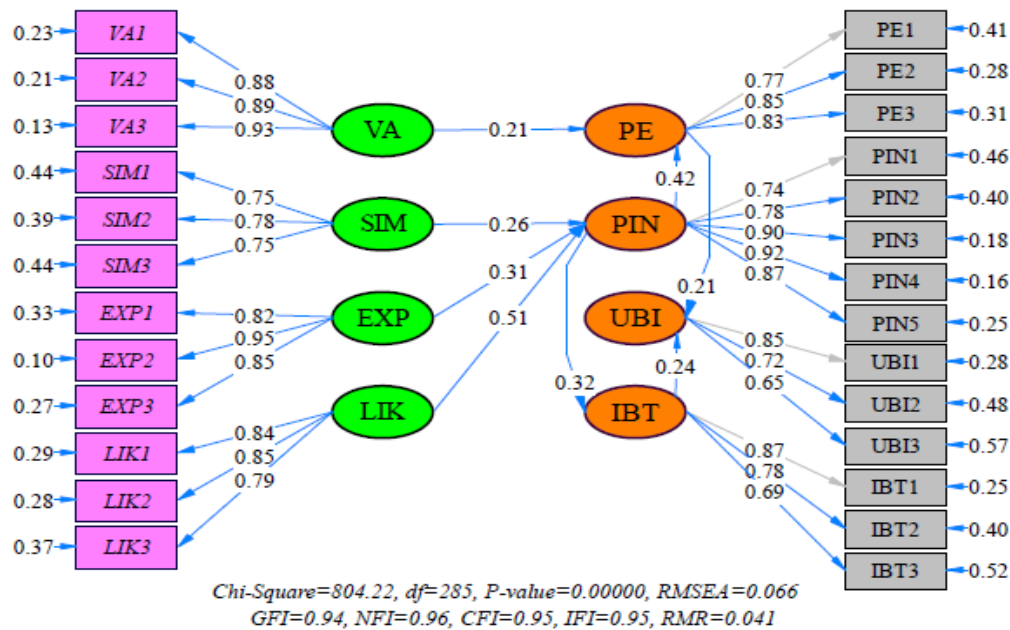 0.23 VA1
0.21 VA2
0.13 VA3
0.44 SIM1
0.39 SIM2
0.44 SIM3
0.33 EXP1
0.10 EXP2
0.27 EXP3
0.29 LIK1
0.28 LIK2
0.37 LIK3
0.88
0.89
0.93
0.75
0.78
0.75
0.82
0.95
0.85
0.84
0.85
0.79
VA
SIM
EXP
LIK
0.21
0.26
0.31
0.51
PE
0.42
PIN
0.21
UBI
0.24
0.32
IBT
0.77
0.85
0.83
0.74
0.78
0.90
0.92
0.87
0.85
0.72
0.65
0.87
0.78
0.69
PE1 0.41
PE2 0.28
PE3 0.31
PIN1 0.46
PIN2 0.40
PIN3 0.18
PIN4 0.16
PIN5 0.25
UBI1 0.28
UBI2 0.48
UBI3 0.57
IBT1 0.25
IBT2 0.40
IBT3 0.52
Chi-Square=804.22, df=285, P-value=0.00000, RMSEA=0.066
GFI=0.94, NFI=0.96, CFI=0.95, IFI=0.95, RMR=0.041